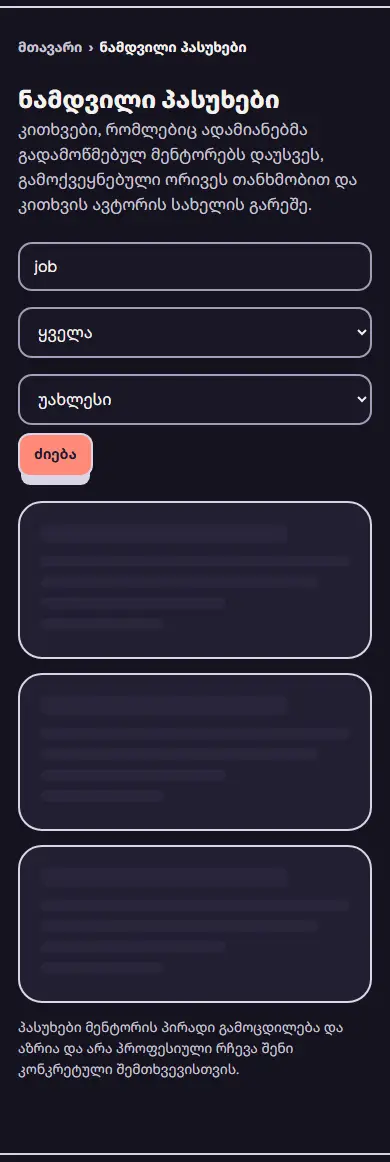 მთავარი › ნამდვილი პასუხები
ნამდვილი პასუხები
კითხვები, რომლებიც ადამიანებმა
გადამოწმებულ მენტორებს დაუსვეს,
გამოქვეყნებული ორივეს თანხმობით და
კითხვის ავტორის სახელის გარეშე.
job
ყველა
უახლესი
ძიება
პასუხები მენტორის პირადი გამოცდილება და
აზრია და არა პროფესიული რჩევა შენი
კონკრეტული შემთხვევისთვის.